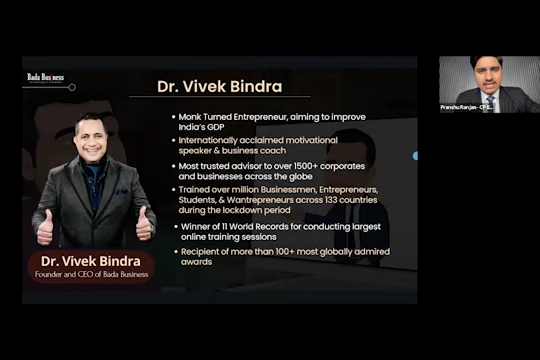 Bada Business
Dr. Vivek Bindra
• Monk Turned Entrepreneur, aiming to improve
India's GDP
• Internationally acclaimed motivational
speaker & business coach
• Most trusted advisor to over 1500+ corporates
and businesses across the globe
• Trained over million Businessmen, Entrepreneurs,
Students, & Wantrepreneurs across 133 countries
during the lockdown period
• Winner of 11 World Records for conducting largest
online training sessions
• Recipient of more than 100+ most globally admired
awards
Dr. Vivek Bindra
Founder and CEO of Bada Business
Pranshu Ranjan- C P